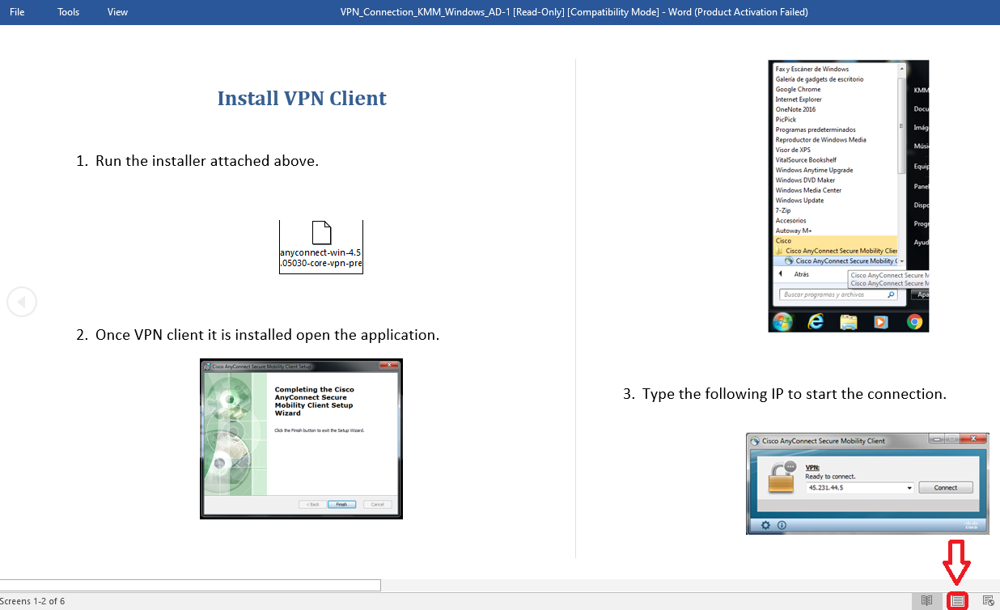 File Tools View VPN_Connection_KMM_Windows_AD-1 [Read-Only] [Compatibility Mode] - Word (Product Activation Failed)
Install VPN Client
1. Run the installer attached above.
anyconnect-win-4.5
.05030-core-vpn-pre
2. Once VPN client it is installed open the application.
Cisco AnyConnect Secure Mobility Client Setup
Completing the Cisco
AnyConnect Secure
Mobility Client Setup
Wizard
Click the Finish button to exit the Setup Wizard.
< Back Finish Cancel
Fax y Escáner de Windows
Galería de gadgets de escritorio
Google Chrome
Internet Explorer
OneNote 2016
PicPick
Programas predeterminados
Reproductor de Windows Media
Visor de XPS
VitalSource Bookshelf
Windows Anytime Upgrade
Windows DVD Maker
Windows Media Center
Windows Update
7-Zip
Accesorios
Autoway M+
Cisco
Cisco AnyConnect Secure Mobility Clier
Cisco AnyConnect Secure Mobility C
Atrás
Cisco AnyConnect Secure M
Cisco AnyConnect Secure M
Buscar programas y archivos
KMM
Docu
Imág
Músi
Equip
Panel
Dispo
Progr
Ayud
Apa
3. Type the following IP to start the connection.
Cisco AnyConnect Secure Mobility Client
VPN:
Ready to connect.
45.231.44.5 Connect
CISCO
Screens 1-2 of 6